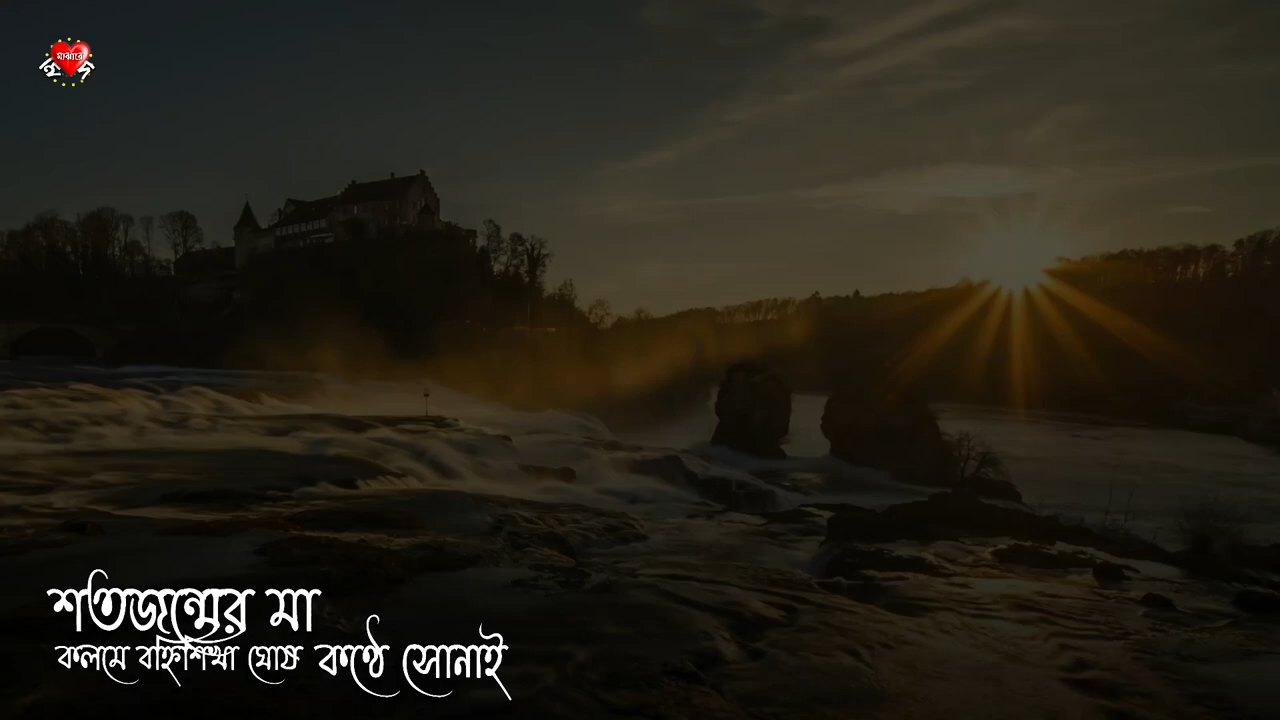 মাঝারে
শতজন্মের মা
কলমে বহ্নিশিখা ঘোষ কণ্ঠে সোনাই